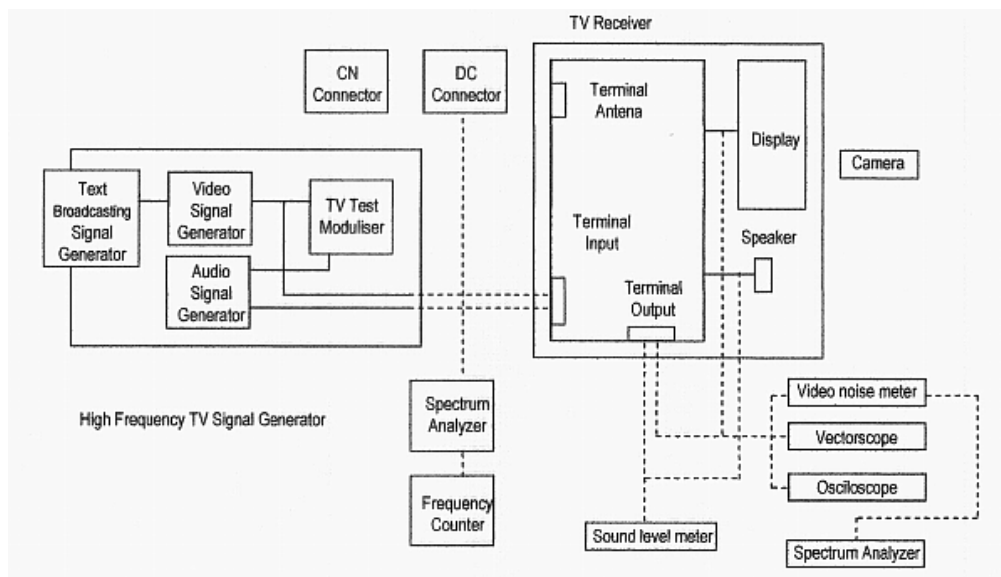 TV Receiver
CN
Connector
DC
Connector
Terminal
Antena
Display
Camera
Text
Broadcasting
Signal
Generator
Video
Signal
Generator
TV Test
Moduliser
Audio
Signal
Generator
Terminal
Input
Speaker
Terminal
Output
High Frequency TV Signal Generator
Spectrum
Analyzer
Frequency
Counter
Video noise meter
Vectorscope
Osciloscope
Sound level meter
Spectrum Analyzer